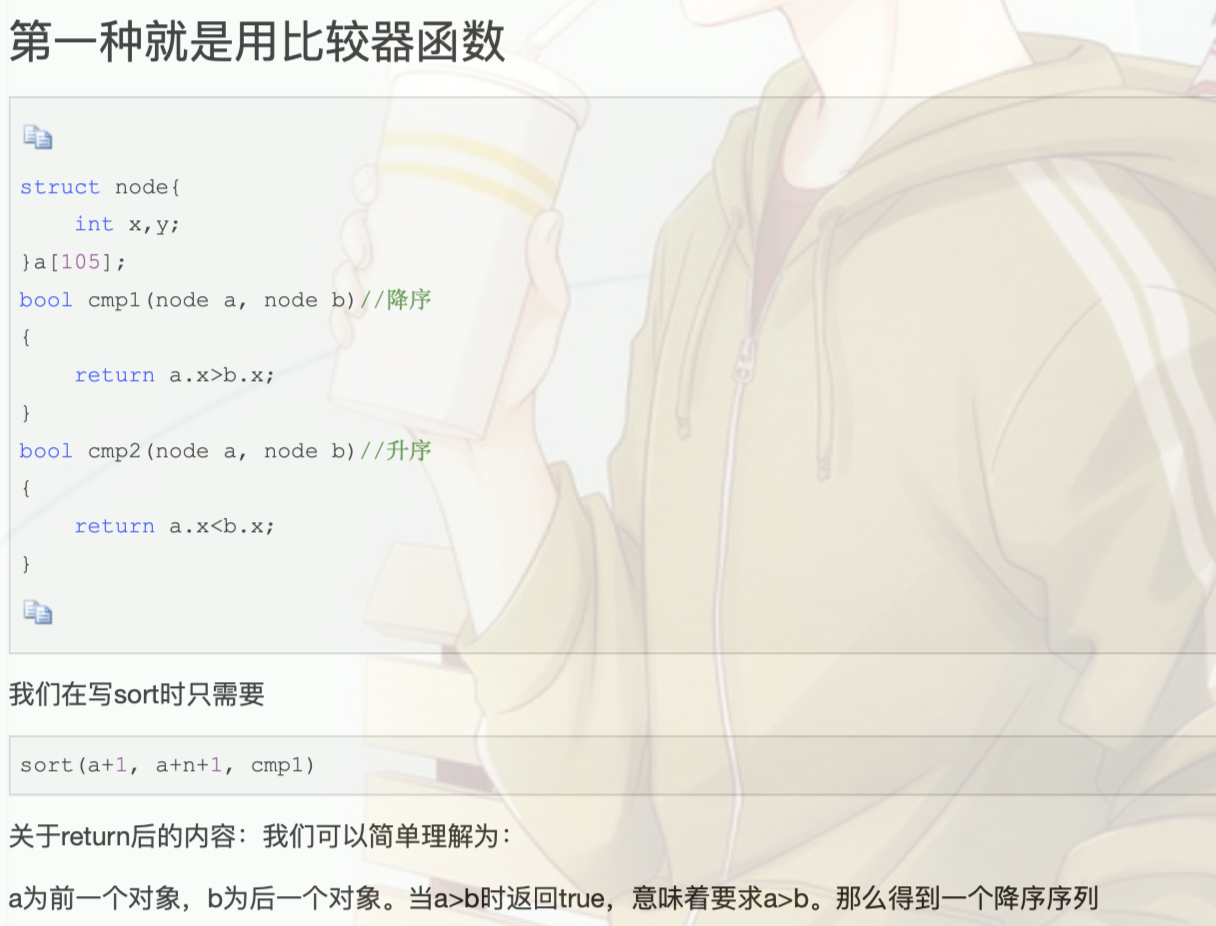 第一种就是用比较器函数
struct node{
    int x,y;
}a[105];
bool cmp1(node a, node b)//降序
{
    return a.x>b.x;
}
bool cmp2(node a, node b)//升序
{
    return a.x<b.x;
}
我们在写sort时只需要
sort(a+1, a+n+1, cmp1)
关于return后的内容：我们可以简单理解为：
a为前一个对象，b为后一个对象。当a>b时返回true，意味着要求a>b。那么得到一个降序序列